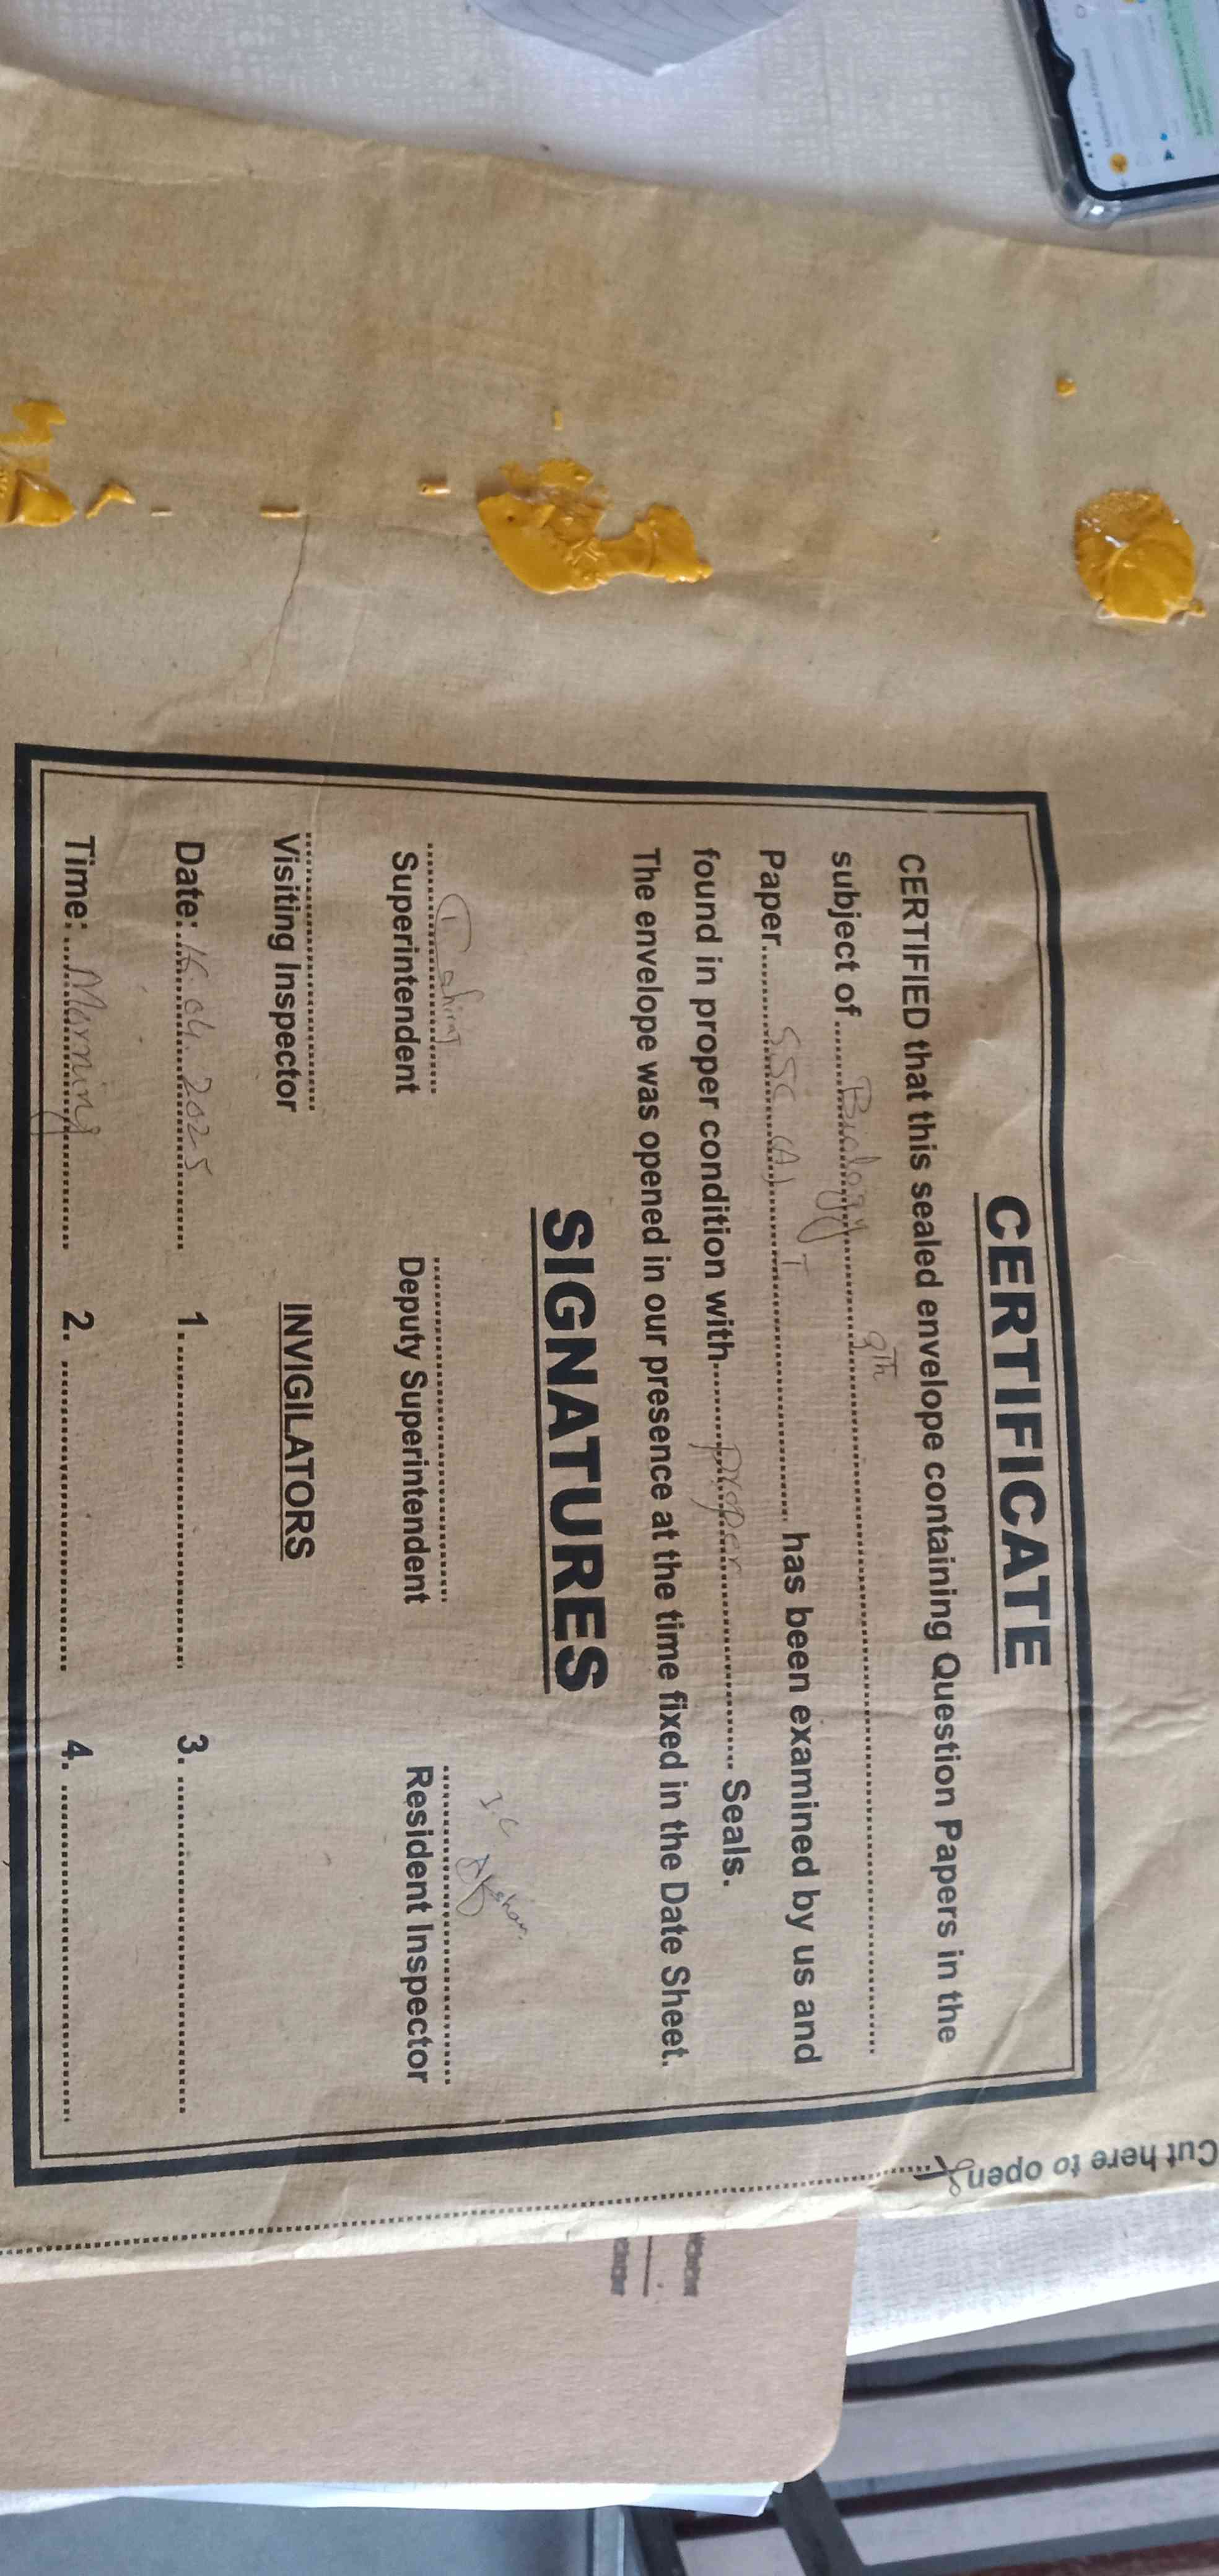 CERTIFICATE
CERTIFIED that this sealed envelope containing Question Papers in the
subject of Biology 9th
Paper SSC (A) I has been examined by us and
found in proper condition with proper Seals.
The envelope was opened in our presence at the time fixed in the Date Sheet.
SIGNATURES
Superintendent Deputy Superintendent Resident Inspector
Visiting Inspector INVIGILATORS
Date: 16.04.2025 1. 3.
Time: Morning 2. 4.
Cut here to open